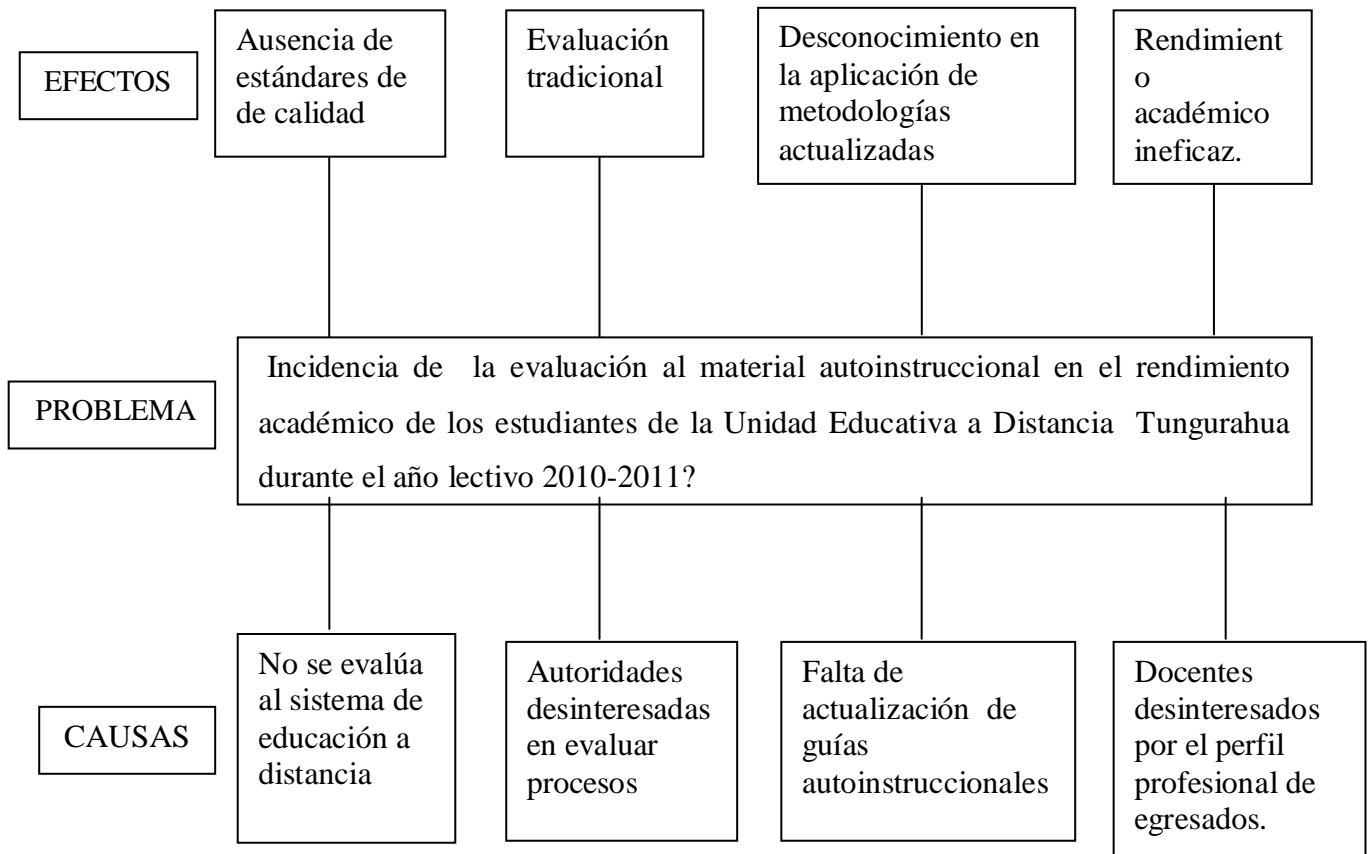 EFECTOS
Ausencia de
estándares de
de calidad
Evaluación
tradicional
Desconocimiento en
la aplicación de
metodologías
actualizadas
Rendimient
o
académico
ineficaz.
PROBLEMA
Incidencia de la evaluación al material autoinstruccional en el rendimiento
académico de los estudiantes de la Unidad Educativa a Distancia Tungurahua
durante el año lectivo 2010-2011?
CAUSAS
No se evalúa
al sistema de
educación a
distancia
Autoridades
desinteresadas
en evaluar
procesos
Falta de
actualización de
guías
autoinstruccionales
Docentes
desinteresados
por el perfil
profesional de
egresados.